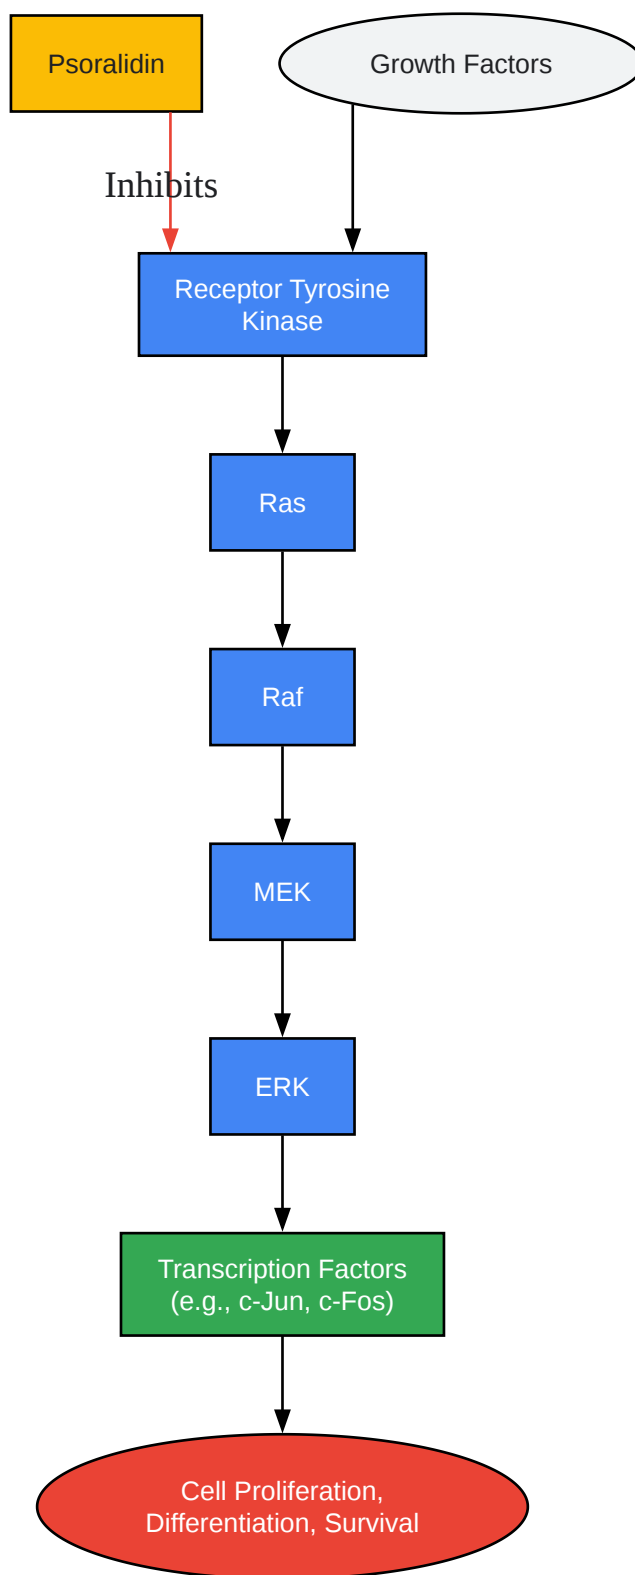 Psoralidin
Growth Factors
Inhibits
Receptor Tyrosine
Kinase
Ras
Raf
MEK
ERK
Transcription Factors
(e.g., c-Jun, c-Fos)
Cell Proliferation,
Differentiation, Survival